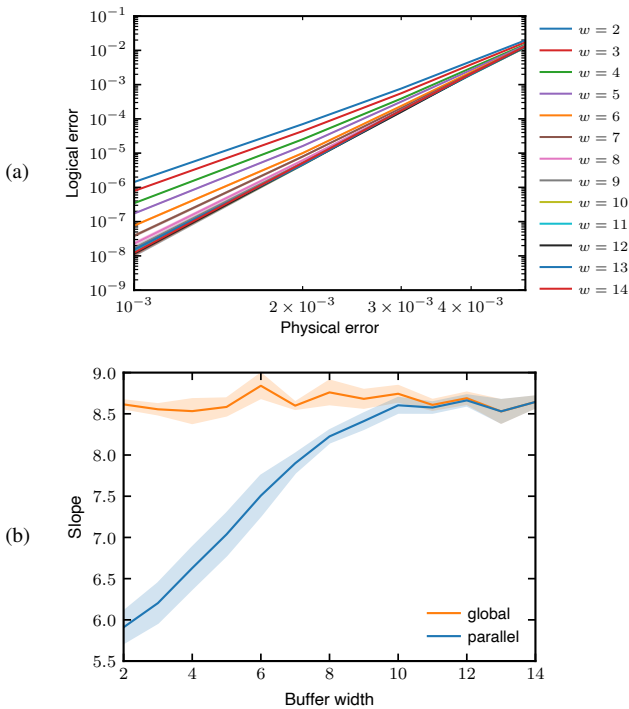 (a)
Logical error
10⁻¹
10⁻²
10⁻³
10⁻⁴
10⁻⁵
10⁻⁶
10⁻⁷
10⁻⁸
10⁻⁹
10⁻³
2 × 10⁻³
3 × 10⁻³
4 × 10⁻³
Physical error
w = 2
w = 3
w = 4
w = 5
w = 6
w = 7
w = 8
w = 9
w = 10
w = 11
w = 12
w = 13
w = 14
(b)
Slope
9.0
8.5
8.0
7.5
7.0
6.5
6.0
5.5
2
4
6
8
10
12
14
Buffer width
global
parallel